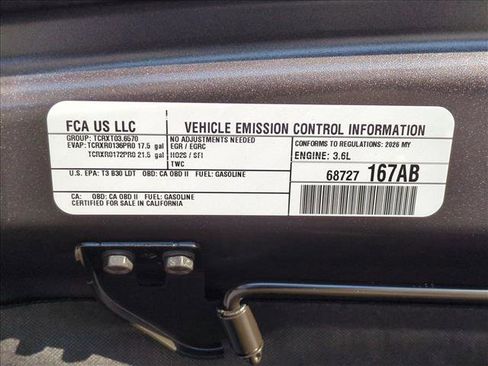 FCA US LLC
VEHICLE EMISSION CONTROL INFORMATION
GROUP: TCRXT03.6570
EVAP: TCRXR0136PR0 17.5 gal
TCRXR0172PR0 21.5 gal
NO ADJUSTMENTS NEEDED
EGR / EGRC
HO2S / SFI
TWC
CONFORMS TO REGULATIONS: 2026 MY
ENGINE: 3.6L
U.S. EPA: T3 B30 LDT OBD: CA OBD II FUEL: GASOLINE
68727 167AB
CA: OBD: CA OBD II FUEL: GASOLINE
CERTIFIED FOR SALE IN CALIFORNIA